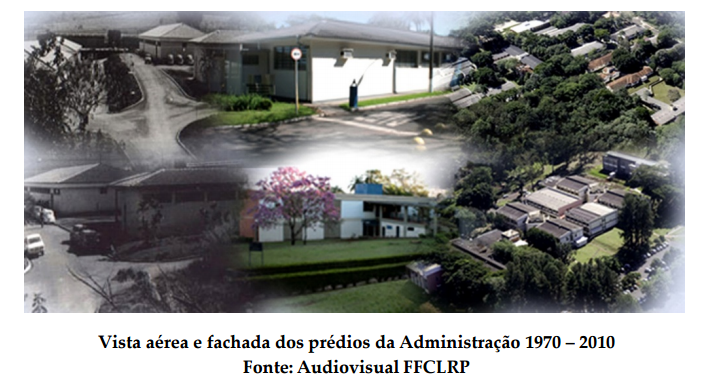 Vista aérea e fachada dos prédios da Administração 1970 – 2010
Fonte: Audiovisual FFCLRP